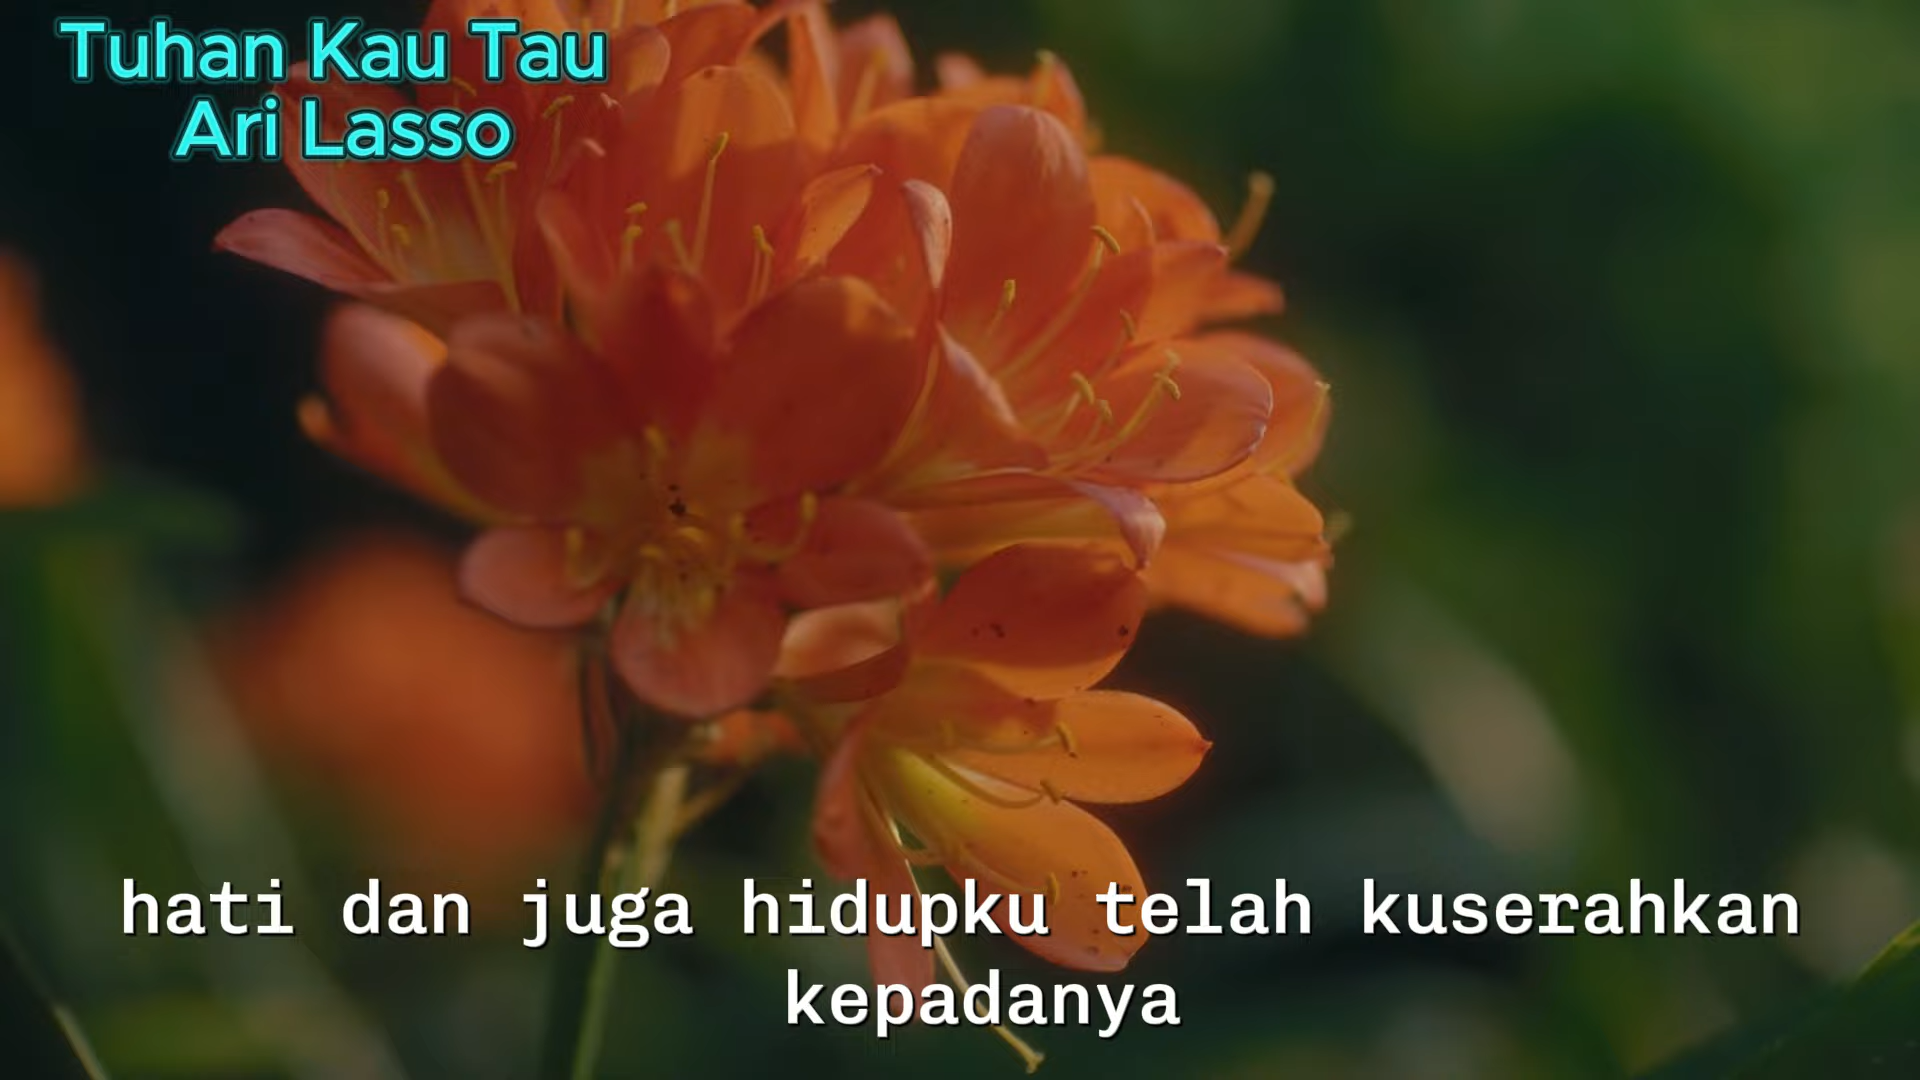 Tuhan Kau Tau
Ari Lasso
hati dan juga hidupku telah kuserahkan
kepadanya